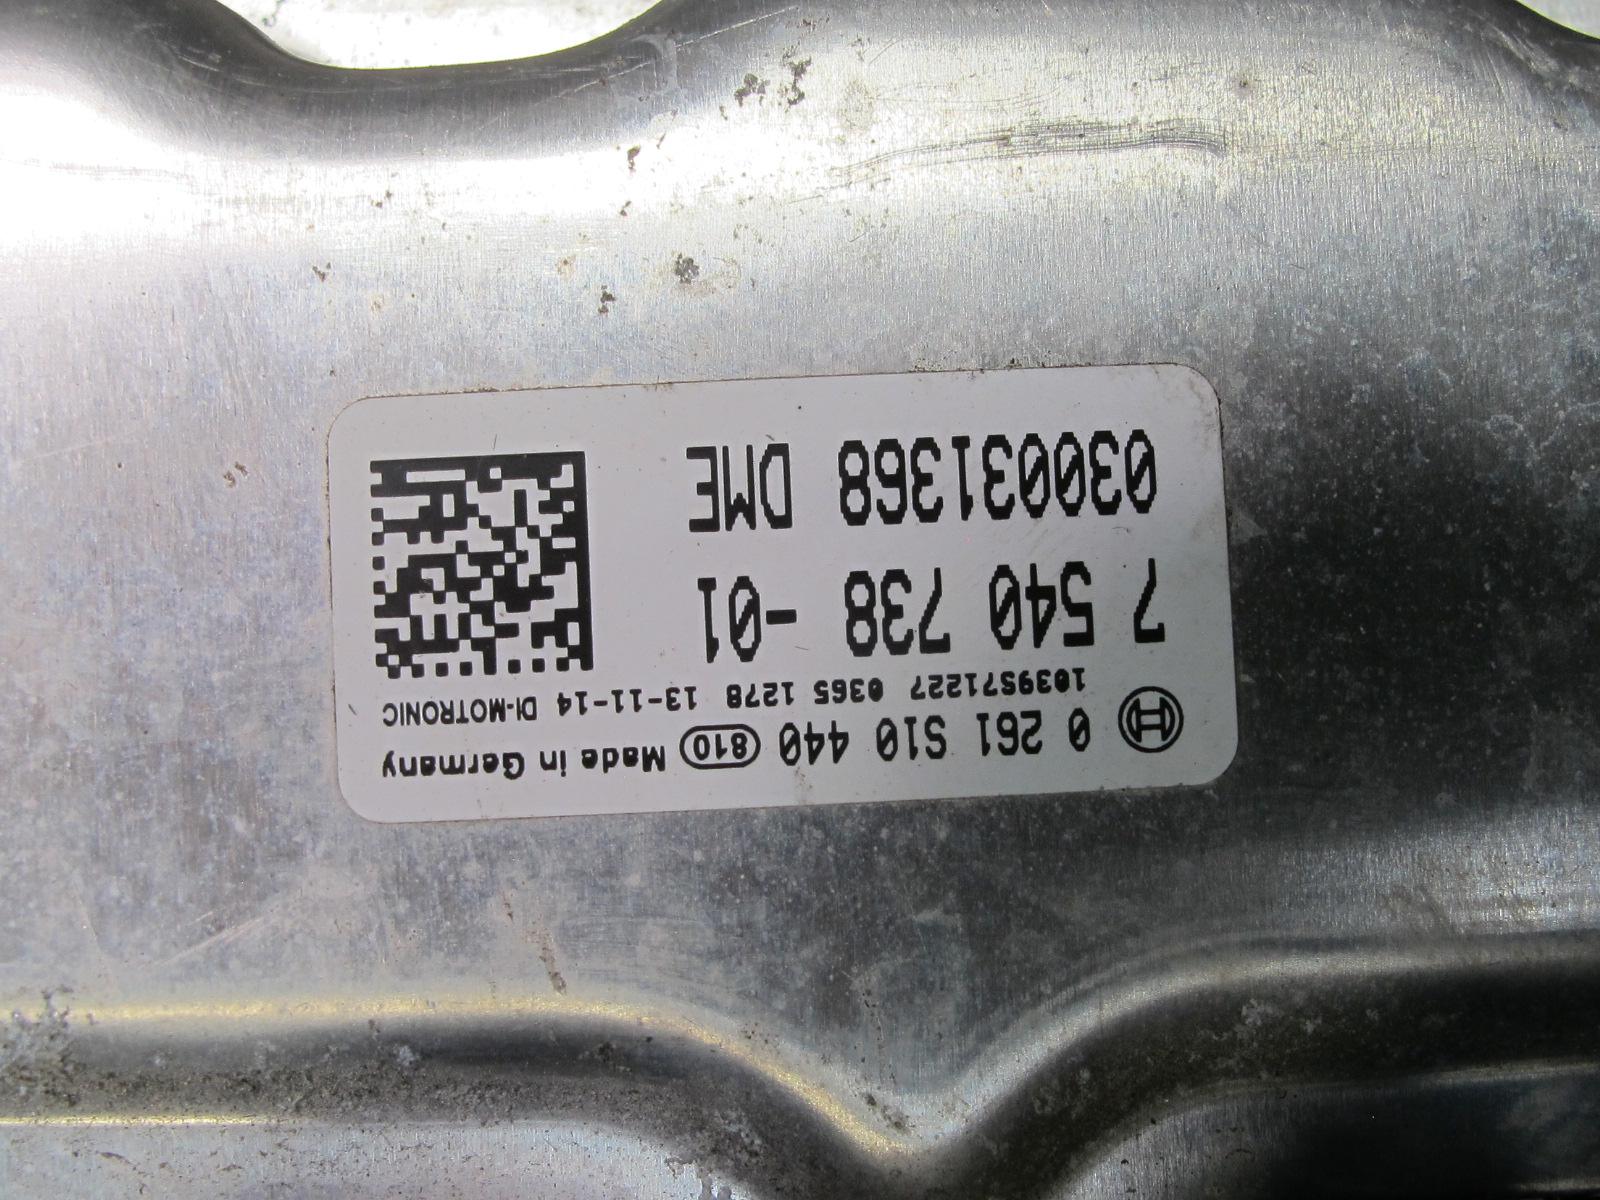 0 261 S10 440 810 Made in Germany
1039S71227 0365 1278 13-11-14 DI-MOTRONIC
7 540 738 -01
030031368 DME